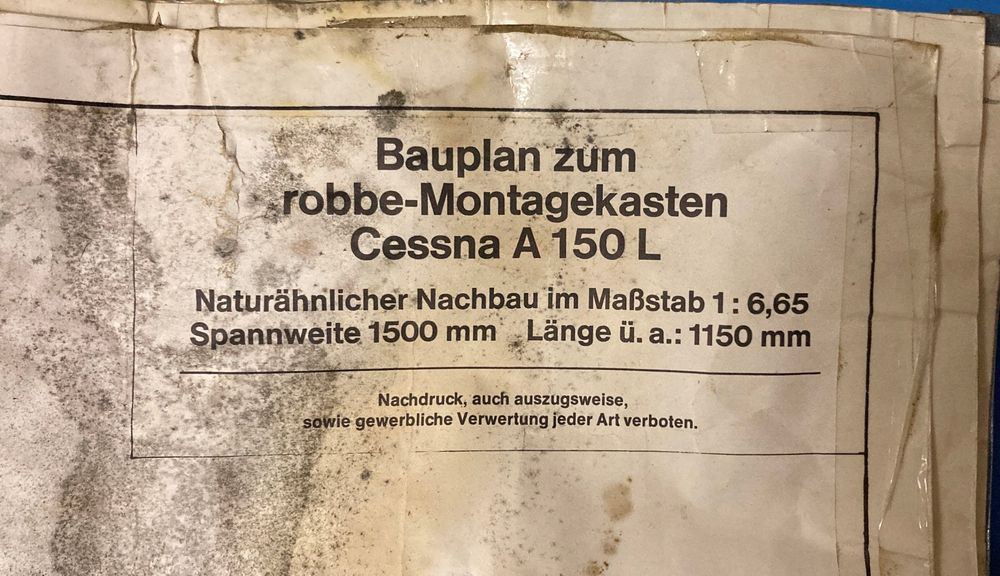 Bauplan zum
robbe-Montagekasten
Cessna A 150 L
Naturähnlicher Nachbau im Maßstab 1 : 6,65
Spannweite 1500 mm Länge ü. a.: 1150 mm
Nachdruck, auch auszugsweise,
sowie gewerbliche Verwertung jeder Art verboten.